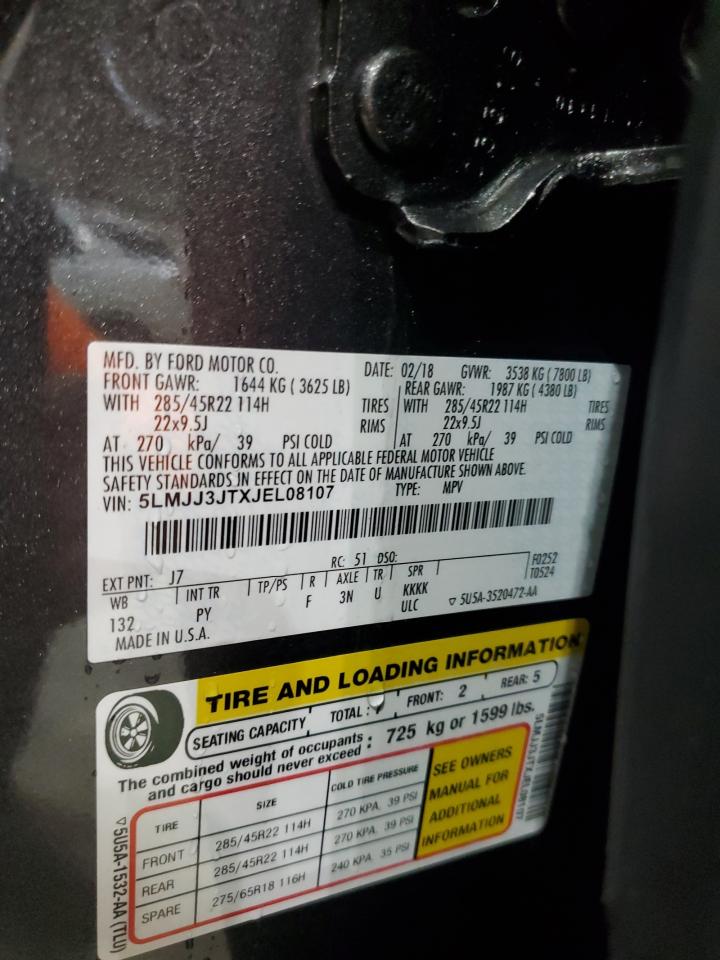 MFD. BY FORD MOTOR CO.
DATE: 02/18 GVWR: 3538 KG ( 7800 LB)
FRONT GAWR: 1644 KG ( 3625 LB)
REAR GAWR: 1987 KG ( 4380 LB)
WITH 285/45R22 114H TIRES
WITH 285/45R22 114H TIRES
22x9.5J RIMS
22x9.5J RIMS
AT 270 kPa/ 39 PSI COLD
AT 270 kPa/ 39 PSI COLD
THIS VEHICLE CONFORMS TO ALL APPLICABLE FEDERAL MOTOR VEHICLE
SAFETY STANDARDS IN EFFECT ON THE DATE OF MANUFACTURE SHOWN ABOVE.
VIN: 5LMJJ3JTXJEL08107 TYPE: MPV
EXT PNT: J7 RC: 51 DSO: F0252
T0524
WB INT TR TP/PS R AXLE TR SPR
132 PY F 3N U KKKK
ULC ▽ 5U5A-3520472-AA
MADE IN U.S.A.
TIRE AND LOADING INFORMATION
SEATING CAPACITY TOTAL: FRONT: 2 REAR: 5
The combined weight of occupants and cargo should never exceed : 725 kg or 1599 lbs.
TIRE SIZE COLD TIRE PRESSURE
FRONT 285/45R22 114H 270 KPA, 39 PSI
REAR 285/45R22 114H 270 KPA, 39 PSI
SPARE 275/65R18 116H 240 KPA, 35 PSI
SEE OWNERS
MANUAL FOR
ADDITIONAL
INFORMATION
▽5U5A-1532-AA (TLU)